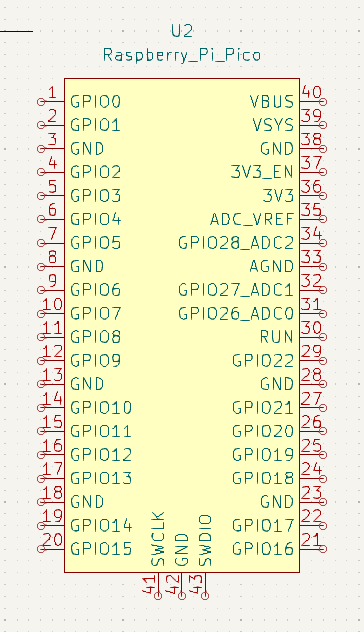 U2
Raspberry_Pi_Pico
1 GPIO0 VBUS 40
2 GPIO1 VSYS 39
3 GND GND 38
4 GPIO2 3V3_EN 37
5 GPIO3 3V3 36
6 GPIO4 ADC_VREF 35
7 GPIO5 GPIO28_ADC2 34
8 GND AGND 33
9 GPIO6 GPIO27_ADC1 32
10 GPIO7 GPIO26_ADC0 31
11 GPIO8 RUN 30
12 GPIO9 GPIO22 29
13 GND GND 28
14 GPIO10 GPIO21 27
15 GPIO11 GPIO20 26
16 GPIO12 GPIO19 25
17 GPIO13 GPIO18 24
18 GND GND 23
19 GPIO14 GPIO17 22
20 GPIO15 GPIO16 21
41 SWCLK
42 GND
43 SWDIO